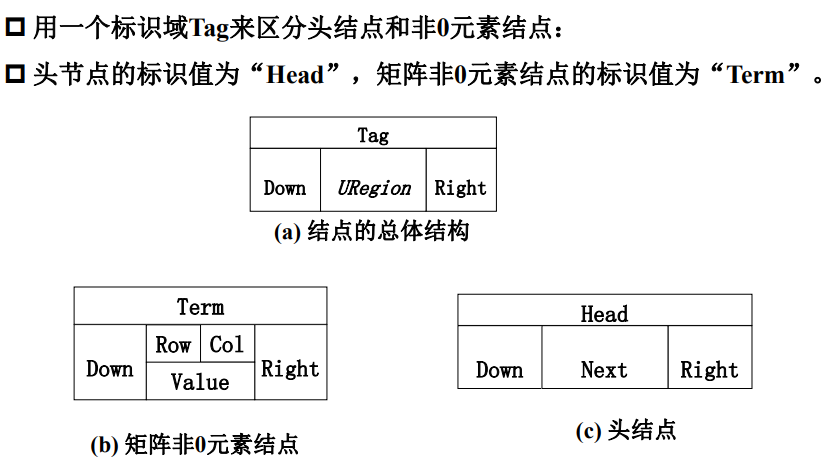 用一个标识域Tag来区分头结点和非0元素结点：
头节点的标识值为“Head”，矩阵非0元素结点的标识值为“Term”。
Tag
Down URegion Right
(a) 结点的总体结构
Term
Row Col
Down Right
Value
(b) 矩阵非0元素结点
Head
Down Next Right
(c) 头结点